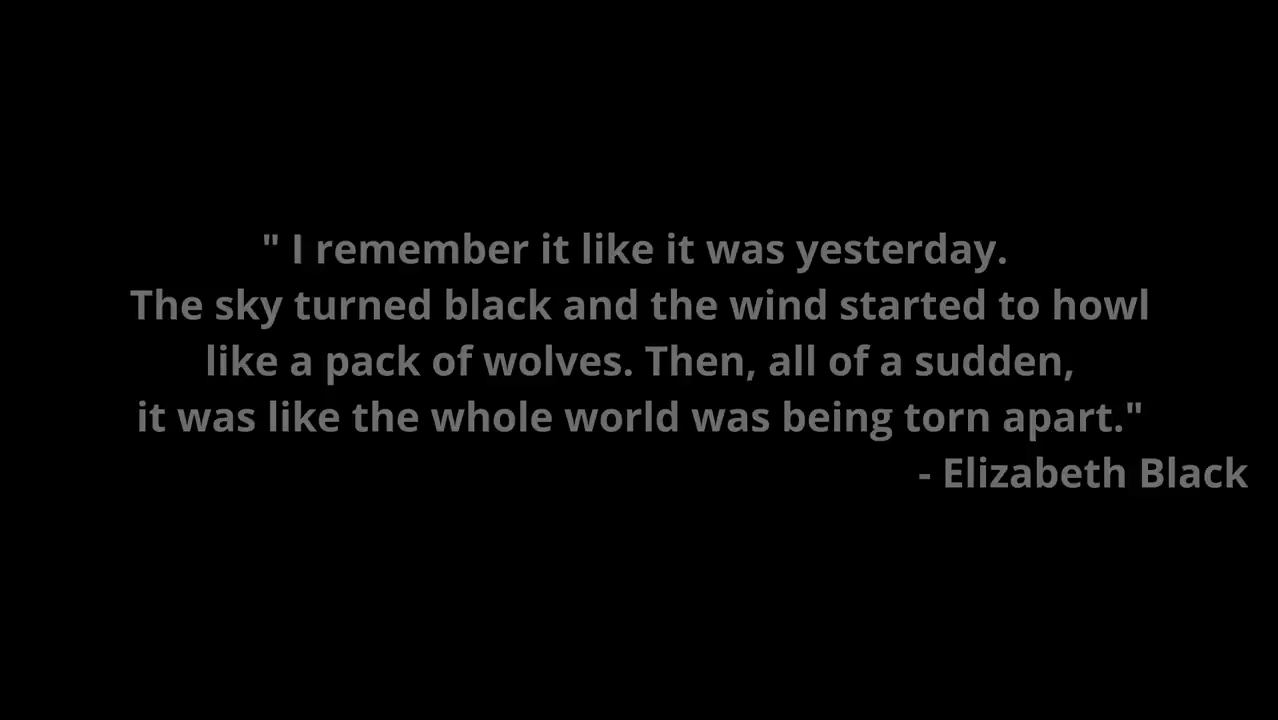 " I remember it like it was yesterday.
The sky turned black and the wind started to howl
like a pack of wolves. Then, all of a sudden,
it was like the whole world was being torn apart."
- Elizabeth Black